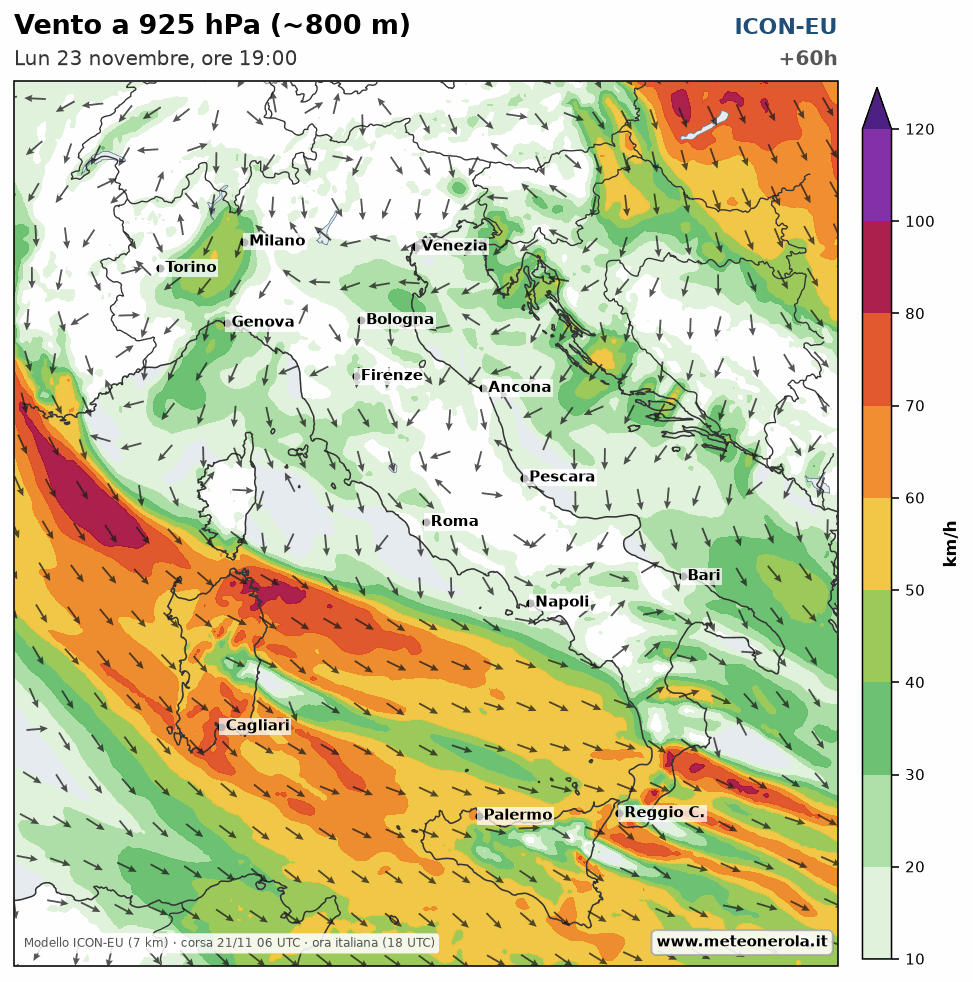 Vento a 925 hPa (~800 m)
ICON-EU
Lun 23 novembre, ore 19:00
+60h
120
100
80
70
60
50
40
30
20
10
km/h
Milano
Venezia
Torino
Genova
Bologna
Firenze
Ancona
Pescara
Roma
Bari
Napoli
Cagliari
Palermo
Reggio C.
Modello ICON-EU (7 km) · corsa 21/11 06 UTC · ora italiana (18 UTC)
www.meteonerola.it